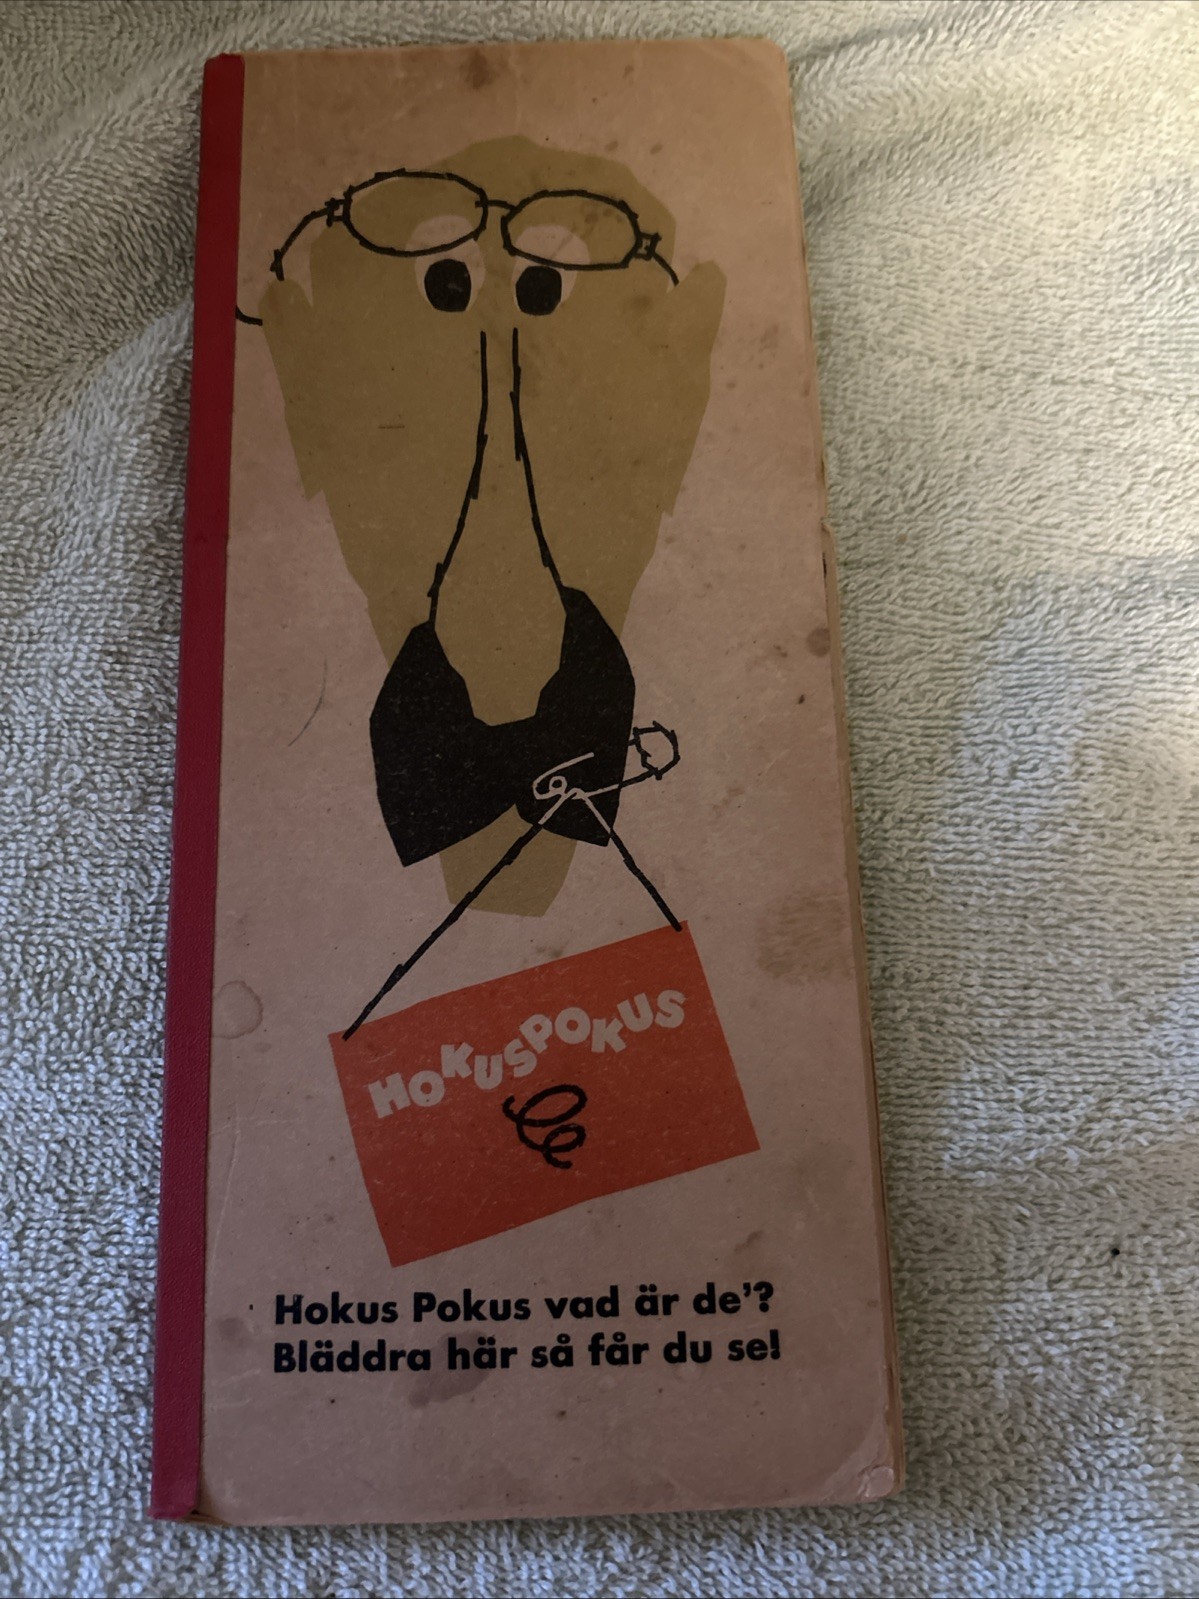 HOKUSPOKUS
Hokus Pokus vad är de'?
Bläddra här så får du se!